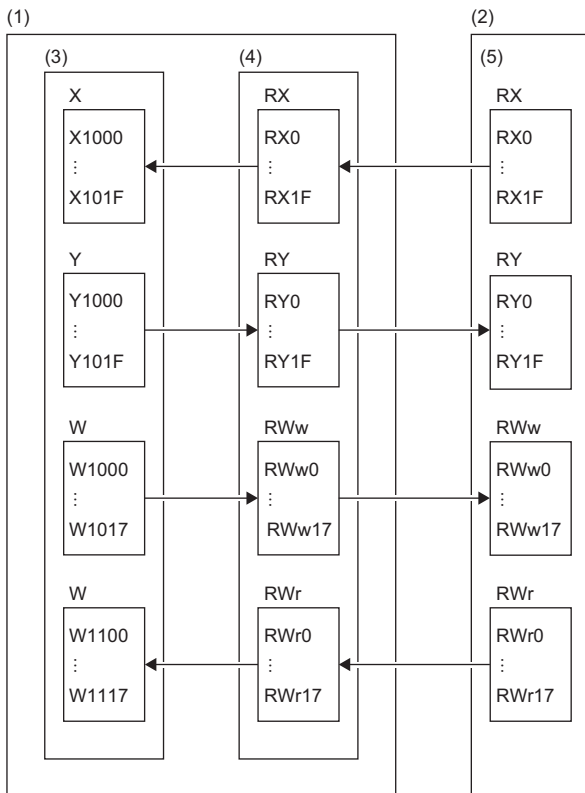 (1) (2)
(3) (4) (5)
X RX RX
X1000 RX0 RX0
⋮ ⋮ ⋮
X101F RX1F RX1F
Y RY RY
Y1000 RY0 RY0
⋮ ⋮ ⋮
Y101F RY1F RY1F
W RWw RWw
W1000 RWw0 RWw0
⋮ ⋮ ⋮
W1017 RWw17 RWw17
W RWr RWr
W1100 RWr0 RWr0
⋮ ⋮ ⋮
W1117 RWr17 RWr17